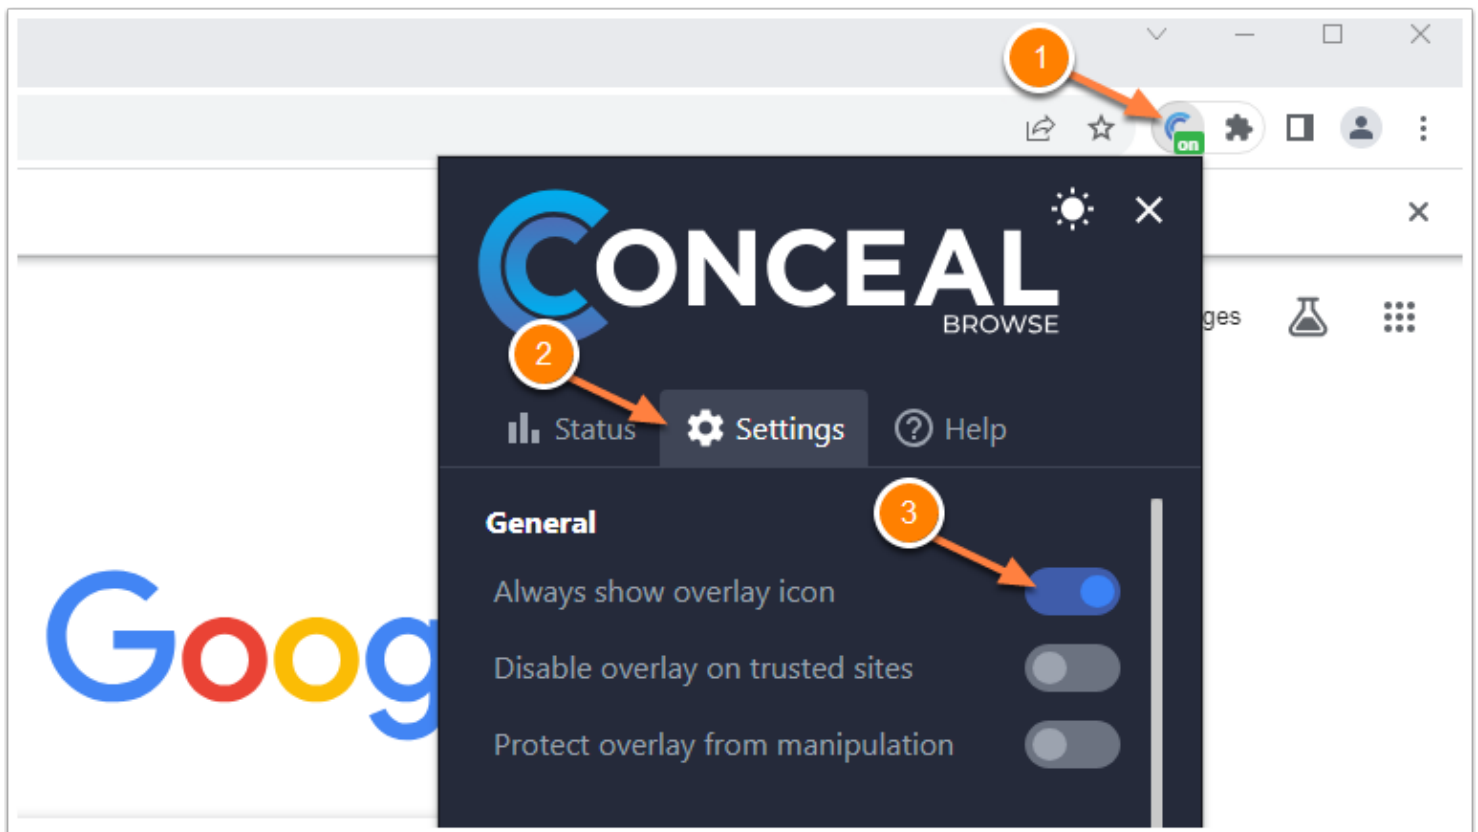 1
on
CONCEAL
BROWSE
ges
2
Status
Settings
Help
General
3
Always show overlay icon
Goog
Disable overlay on trusted sites
Protect overlay from manipulation